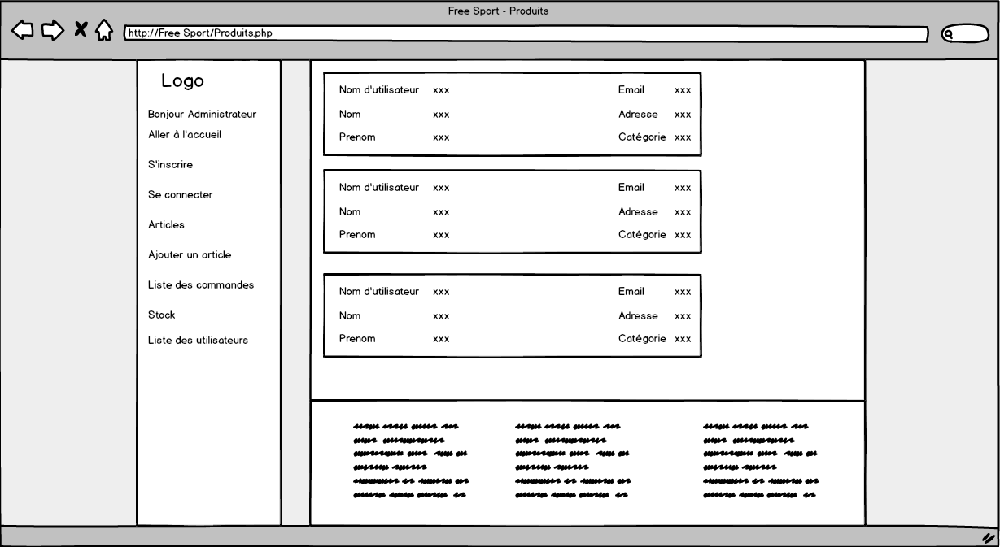 Free Sport - Produits
http://Free Sport/Produits.php
Logo
Bonjour Administrateur
Aller à l'accueil
S'inscrire
Se connecter
Articles
Ajouter un article
Liste des commandes
Stock
Liste des utilisateurs
Nom d'utilisateur xxx Email xxx
Nom xxx Adresse xxx
Prenom xxx Catégorie xxx
Nom d'utilisateur xxx Email xxx
Nom xxx Adresse xxx
Prenom xxx Catégorie xxx
Nom d'utilisateur xxx Email xxx
Nom xxx Adresse xxx
Prenom xxx Catégorie xxx